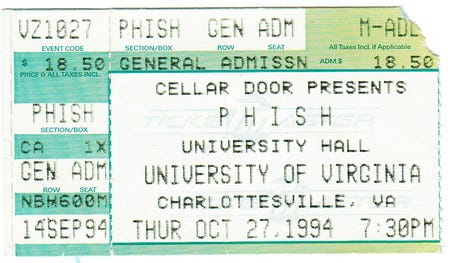 VZ1027 PHISH GEN ADM M-ADL
EVENT CODE SECTION/BOX ROW SEAT All Taxes Incl. if Applicable
$ 18.50 GENERAL ADMISSN ADM.$ 18.50
PRICE & ALL TAXES INCL.
CELLAR DOOR PRESENTS
PHISH PHISH
SECTION/BOX
TICKETMASTER
CA 1X UNIVERSITY HALL
GEN ADM UNIVERSITY OF VIRGINIA
ROW SEAT
NBH600M CHARLOTTESVILLE, VA
14SEP94 THUR OCT 27,1994 7:30PM